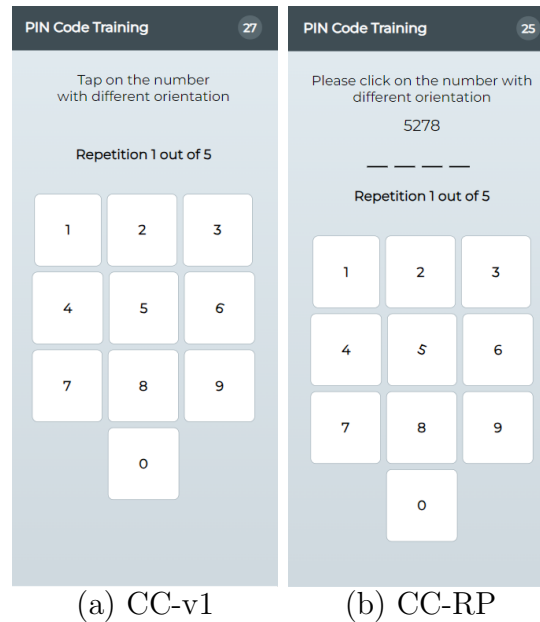 PIN Code Training 27
Tap on the number
with different orientation
Repetition 1 out of 5
1 2 3
4 5 6
7 8 9
0
(a) CC-v1
PIN Code Training 25
Please click on the number with
different orientation
5278
_ _ _ _
Repetition 1 out of 5
1 2 3
4 5 6
7 8 9
0
(b) CC-RP